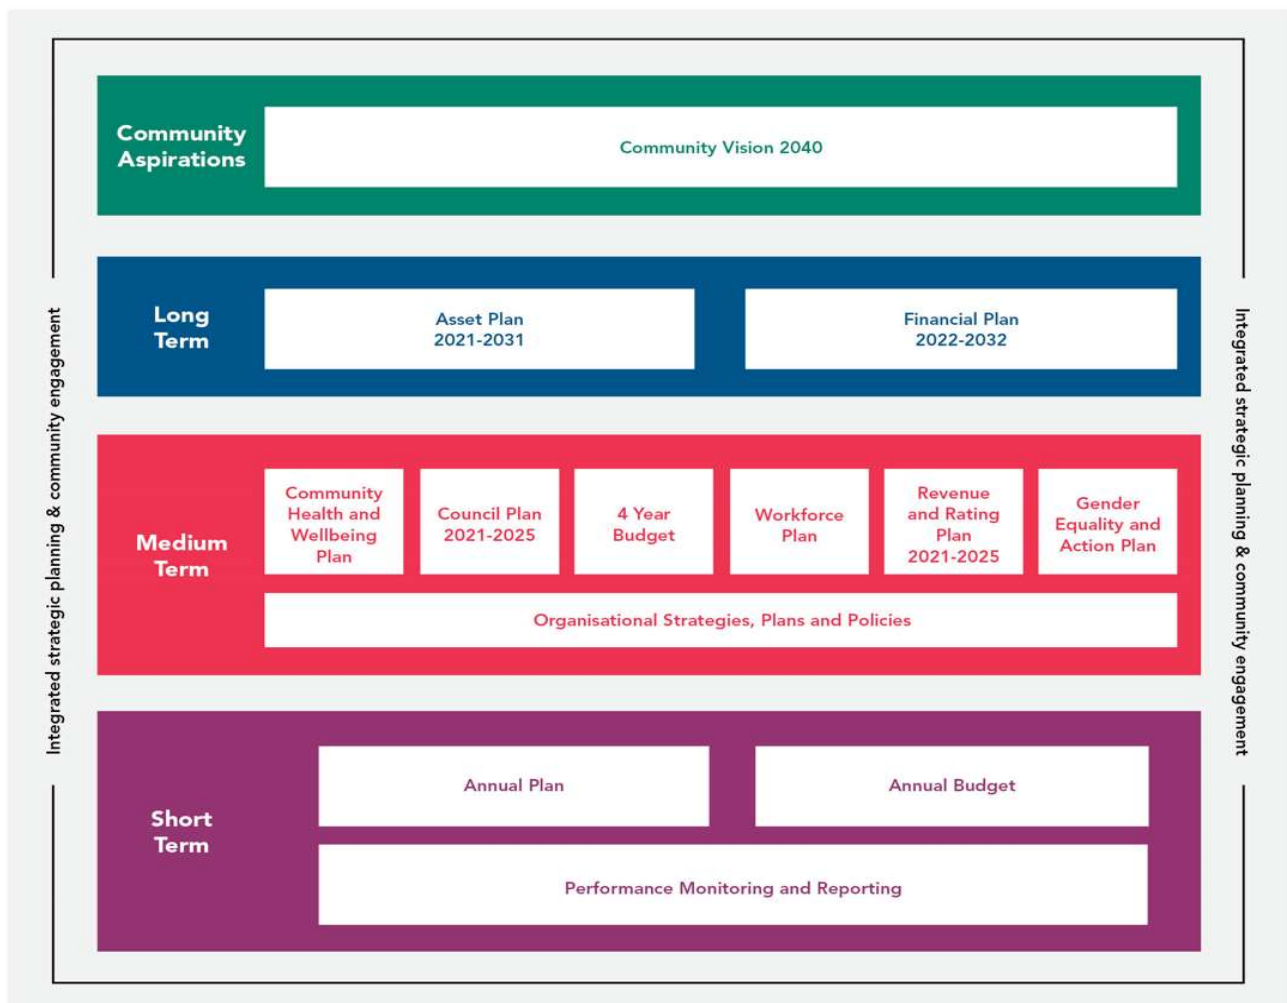 Community
Aspirations
Community Vision 2040
Long
Term
Asset Plan
2021-2031
Financial Plan
2022-2032
Integrated strategic planning & community engagement
Integrated strategic planning & community engagement
Medium
Term
Community
Health and
Wellbeing
Plan
Council Plan
2021-2025
4 Year
Budget
Workforce
Plan
Revenue
and Rating
Plan
2021-2025
Gender
Equality and
Action Plan
Organisational Strategies, Plans and Policies
Short
Term
Annual Plan
Annual Budget
Performance Monitoring and Reporting